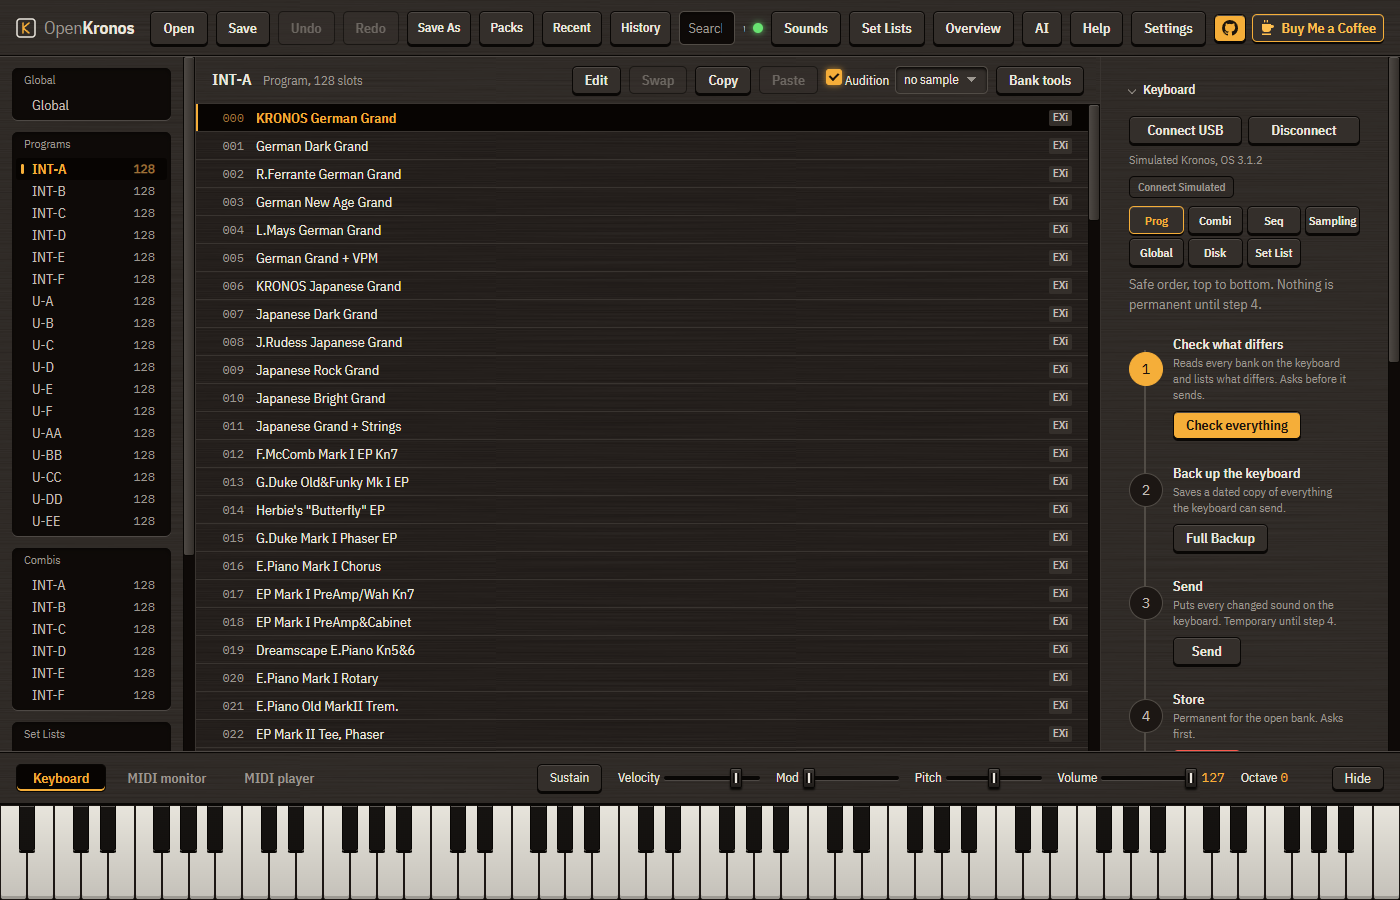 OpenKronos Open Save Undo Redo Save As Packs Recent History Search Sounds Set Lists Overview AI Help Settings Buy Me a Coffee
Global
Global
Programs
INT-A 128
INT-B 128
INT-C 128
INT-D 128
INT-E 128
INT-F 128
U-A 128
U-B 128
U-C 128
U-D 128
U-E 128
U-F 128
U-AA 128
U-BB 128
U-CC 128
U-DD 128
U-EE 128
Combis
INT-A 128
INT-B 128
INT-C 128
INT-D 128
INT-E 128
INT-F 128
Set Lists
INT-A Program, 128 slots Edit Swap Copy Paste Audition no sample Bank tools
000 KRONOS German Grand EXi
001 German Dark Grand EXi
002 R.Ferrante German Grand EXi
003 German New Age Grand EXi
004 L.Mays German Grand EXi
005 German Grand + VPM EXi
006 KRONOS Japanese Grand EXi
007 Japanese Dark Grand EXi
008 J.Rudess Japanese Grand EXi
009 Japanese Rock Grand EXi
010 Japanese Bright Grand EXi
011 Japanese Grand + Strings EXi
012 F.McComb Mark I EP Kn7 EXi
013 G.Duke Old&Funky Mk I EP EXi
014 Herbie's "Butterfly" EP EXi
015 G.Duke Mark I Phaser EP EXi
016 E.Piano Mark I Chorus EXi
017 EP Mark I PreAmp/Wah Kn7 EXi
018 EP Mark I PreAmp&Cabinet EXi
019 Dreamscape E.Piano Kn5&6 EXi
020 E.Piano Mark I Rotary EXi
021 E.Piano Old MarkII Trem. EXi
022 EP Mark II Tee, Phaser EXi
Keyboard
Connect USB Disconnect
Simulated Kronos, OS 3.1.2
Connect Simulated
Prog Combi Seq Sampling
Global Disk Set List
Safe order, top to bottom. Nothing is
permanent until step 4.
1 Check what differs
Reads every bank on the keyboard
and lists what differs. Asks before it
sends.
Check everything
2 Back up the keyboard
Saves a dated copy of everything
the keyboard can send.
Full Backup
3 Send
Puts every changed sound on the
keyboard. Temporary until step 4.
Send
4 Store
Permanent for the open bank. Asks
first.
Keyboard MIDI monitor MIDI player Sustain Velocity Mod Pitch Volume 127 Octave 0 Hide